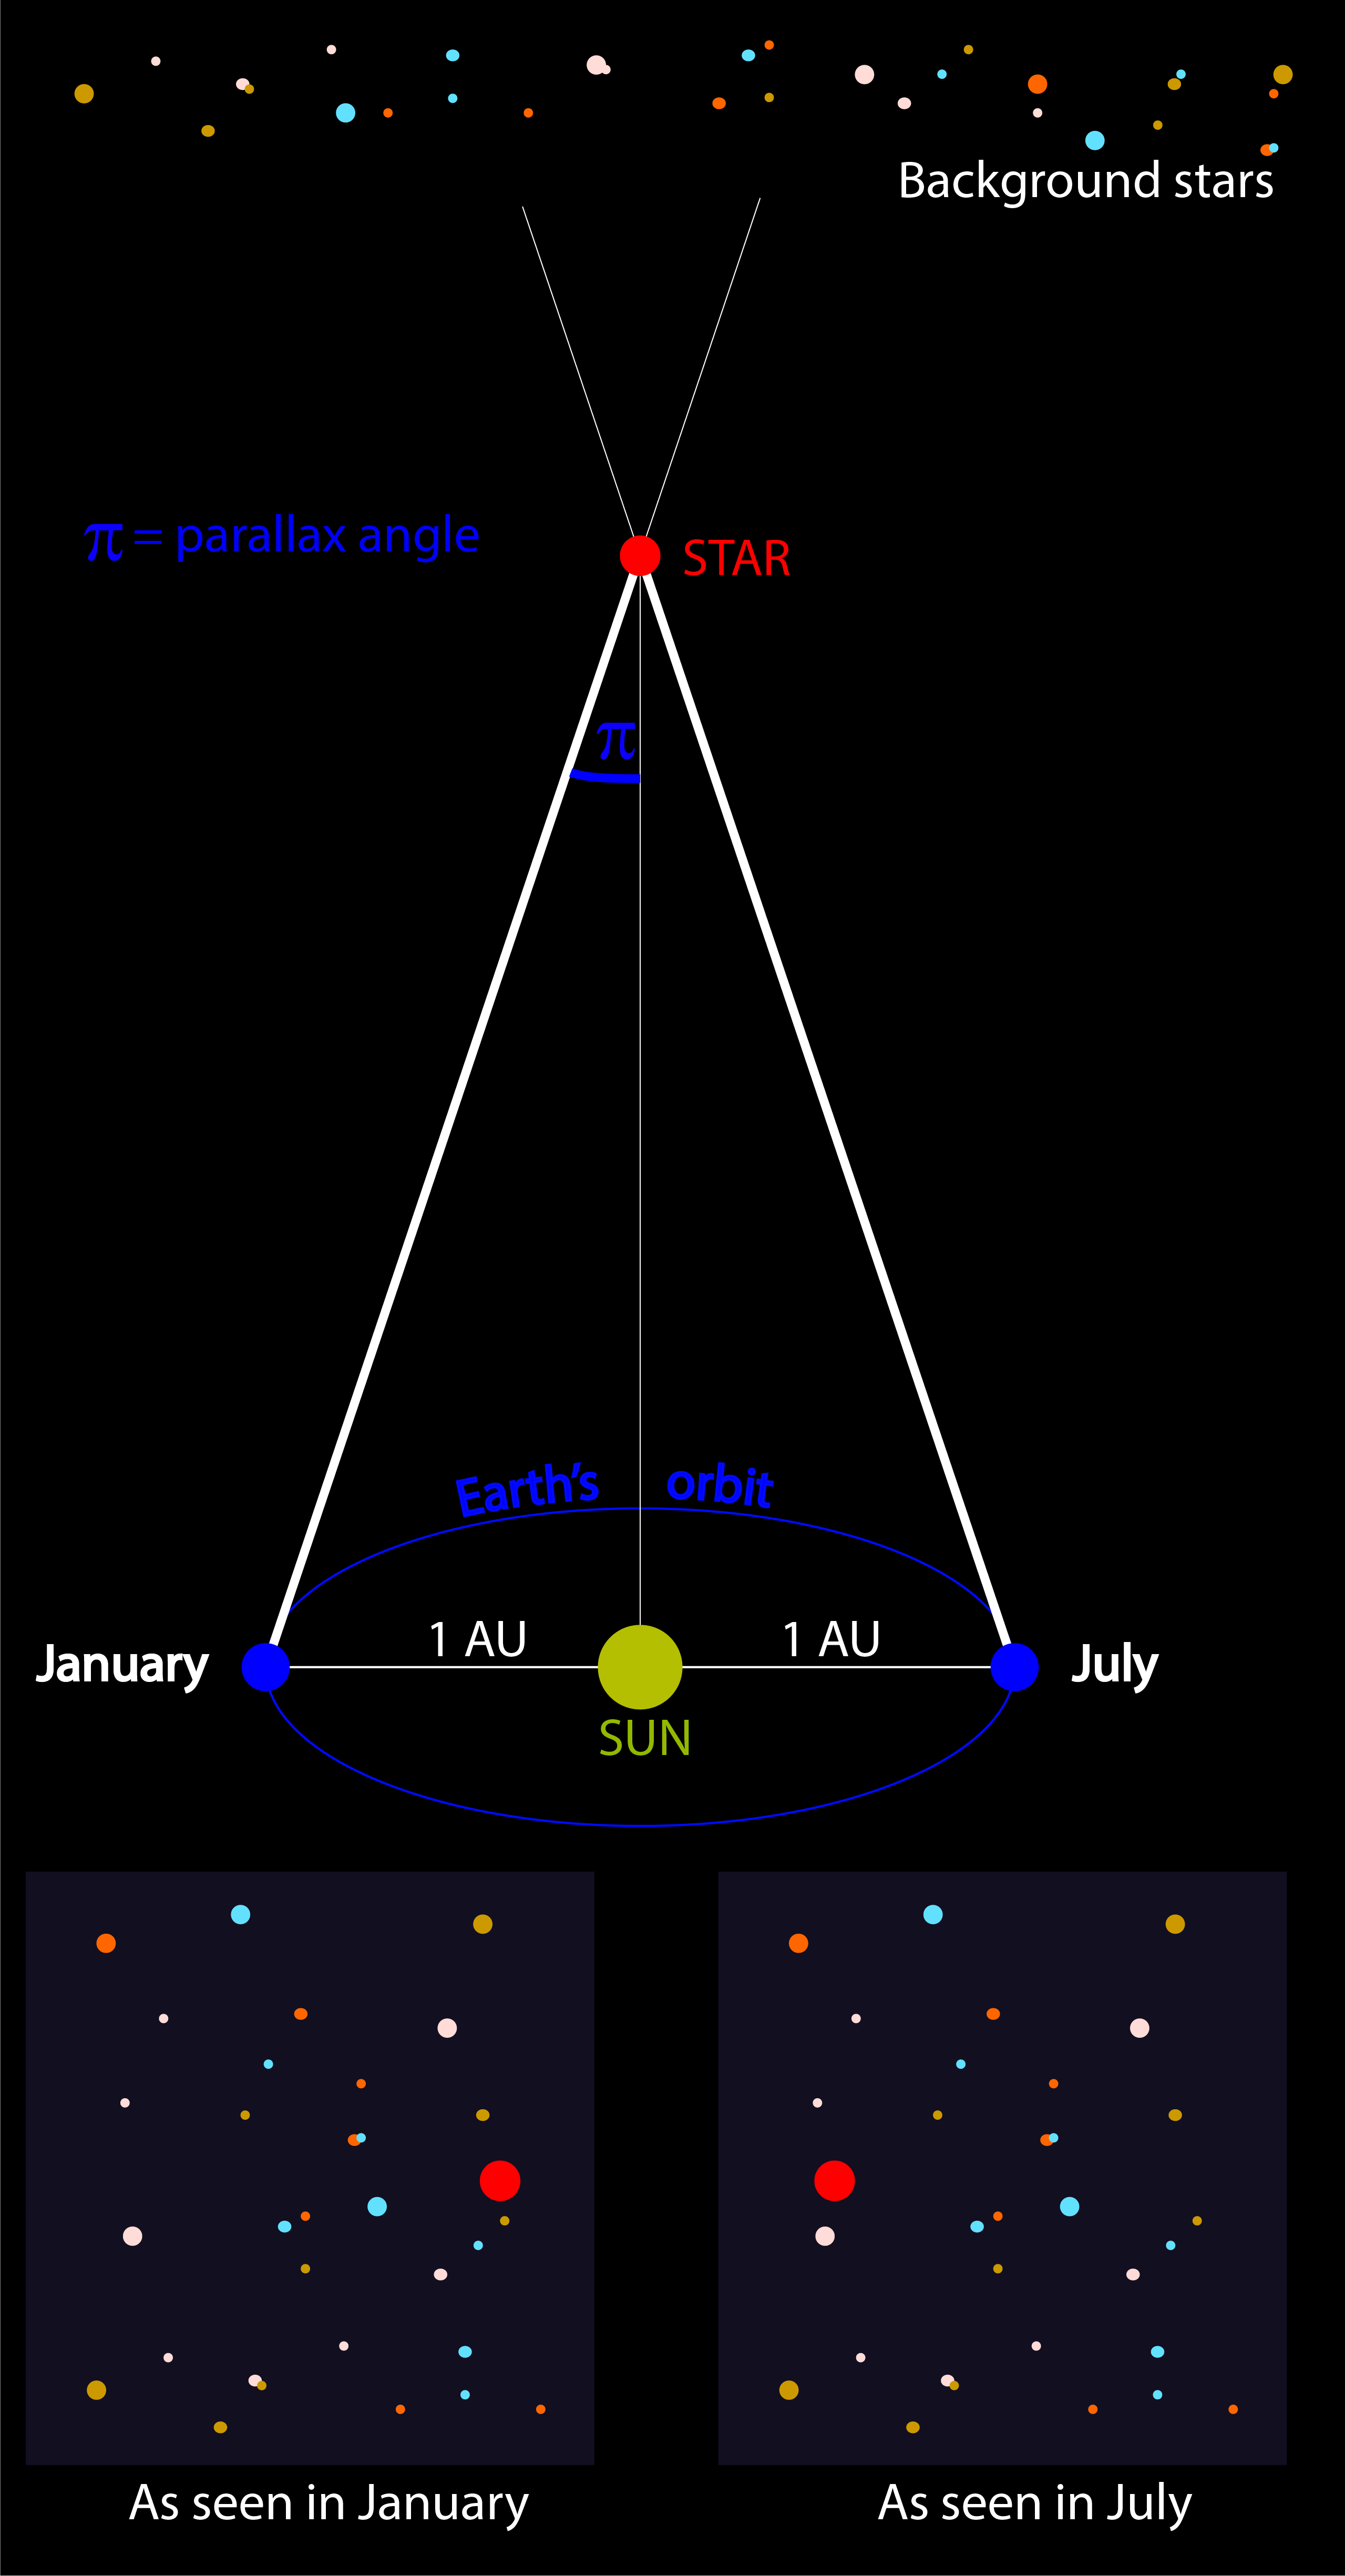 Background stars
π = parallax angle
STAR
π
Earth's orbit
1 AU
1 AU
January
July
SUN
As seen in January
As seen in July